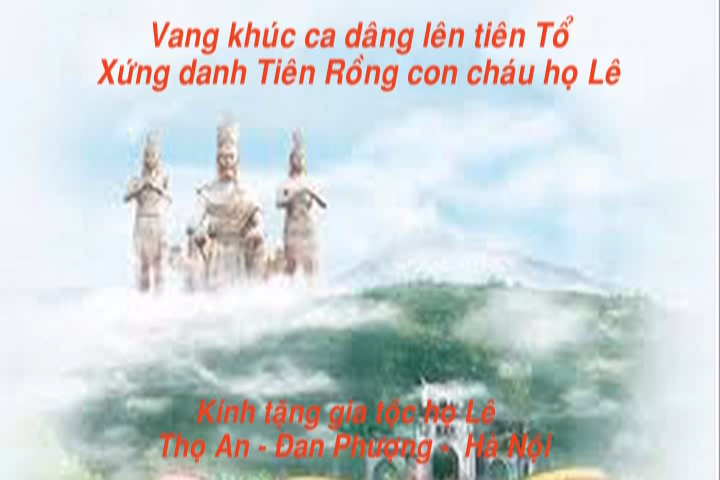 Vang khúc ca dâng lên tiên Tổ
Xứng danh Tiên Rồng con cháu họ Lê
Kính tặng gia tộc họ Lê
Thọ An - Đan Phượng - Hà Nội